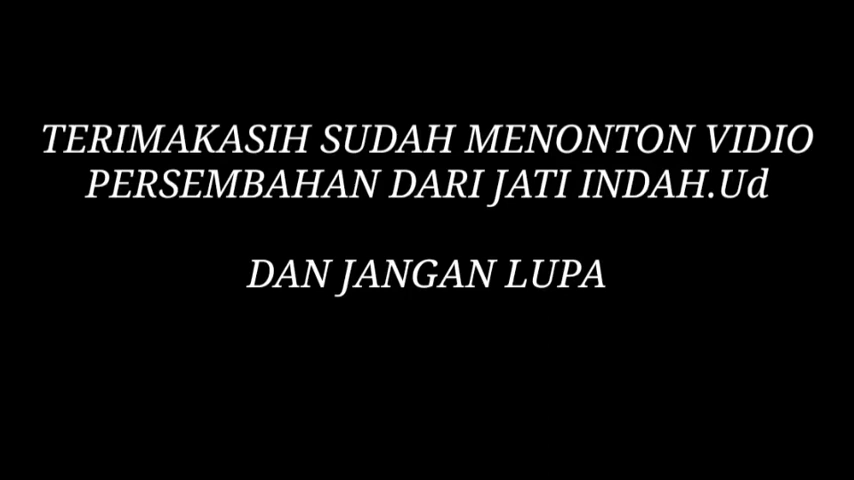 TERIMAKASIH SUDAH MENONTON VIDIO
PERSEMBAHAN DARI JATI INDAH.Ud
DAN JANGAN LUPA